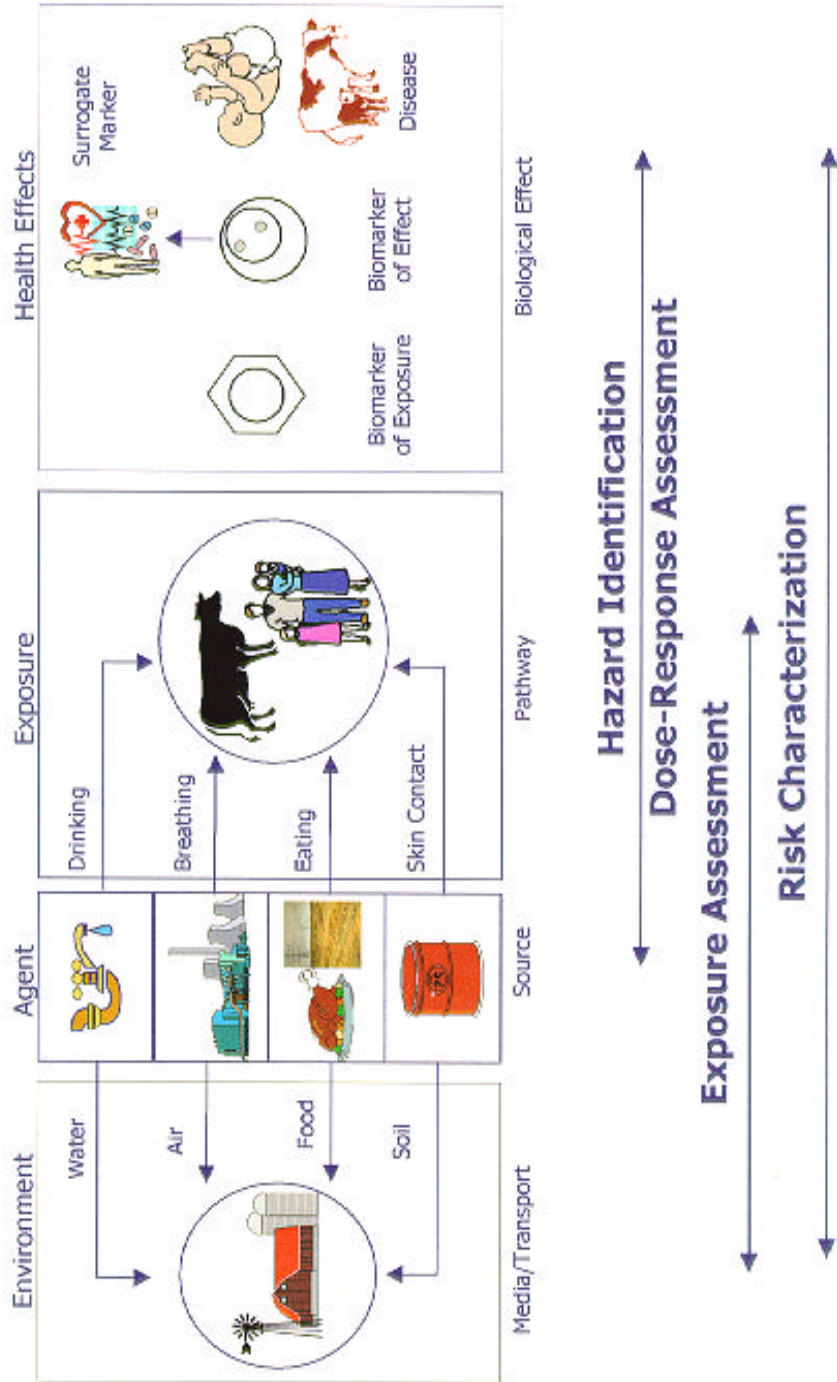 Environment
Agent
Exposure
Health Effects
Water
Air
Food
Soil
Drinking
Breathing
Eating
Skin Contact
Surrogate
Marker
Biomarker
of Exposure
Biomarker
of Effect
Disease
Media/Transport
Source
Pathway
Biological Effect
Hazard Identification
Dose-Response Assessment
Exposure Assessment
Risk Characterization